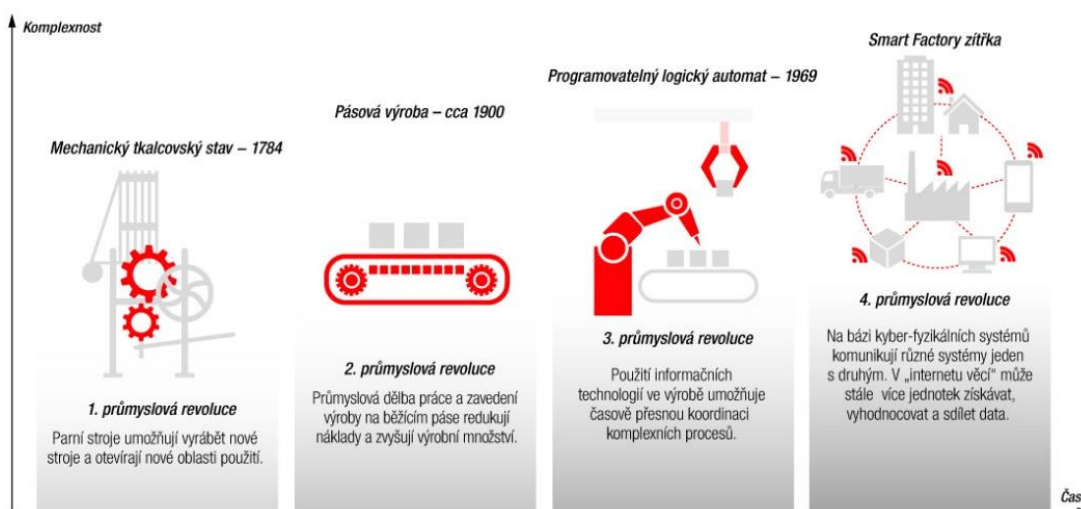 Komplexnost
Mechanický tkalcovský stav – 1784
1. průmyslová revoluce
Parní stroje umožňují vyrábět nové
stroje a otevírají nové oblasti použití.
Pásová výroba – cca 1900
2. průmyslová revoluce
Průmyslová dělba práce a zavedení
výroby na běžícím páse redukují
náklady a zvyšují výrobní množství.
Programovatelný logický automat – 1969
3. průmyslová revoluce
Použití informačních
technologií ve výrobě umožňuje
časově přesnou koordinaci
komplexních procesů.
Smart Factory zítřka
4. průmyslová revoluce
Na bázi kyber-fyzikálních systémů
komunikují různé systémy jeden
s druhým. V „internetu věcí“ může
stále více jednotek získávat,
vyhodnocovat a sdílet data.
Čas